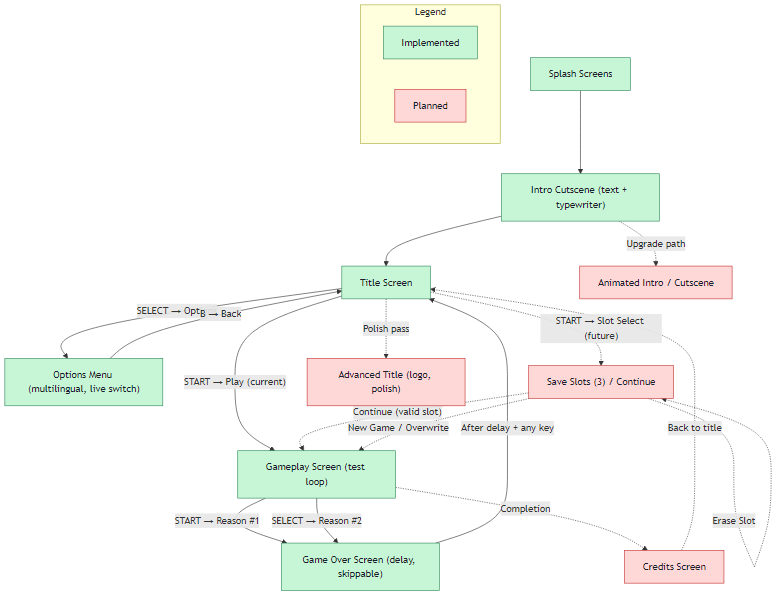 Legend
Implemented
Planned
Splash Screens
Intro Cutscene (text +
typewriter)
Upgrade path
Title Screen
Animated Intro / Cutscene
SELECT → Opt
B → Back
Polish pass
START → Slot Select
(future)
Options Menu
(multilingual, live switch)
START → Play (current)
Advanced Title (logo,
polish)
Save Slots (3) / Continue
Continue (valid slot)
New Game / Overwrite
After delay + any key
Back to title
Gameplay Screen (test
loop)
START → Reason #1
SELECT → Reason #2
Completion
Erase Slot
Game Over Screen (delay,
skippable)
Credits Screen